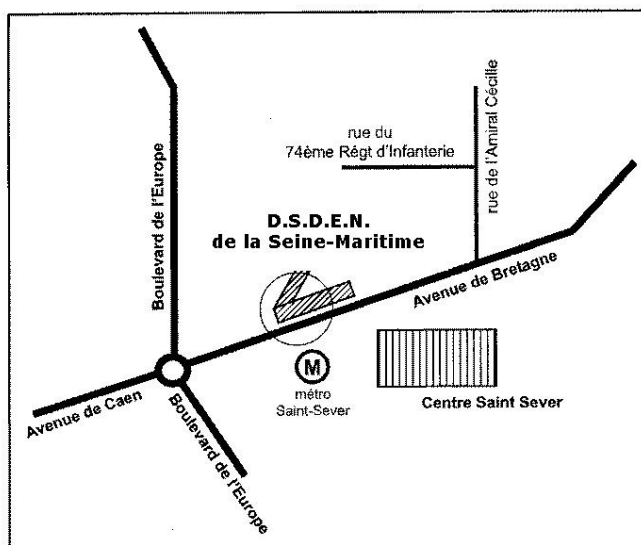 Boulevard de l'Europe
rue du
74ème Régt d'Infanterie
rue de l'Amiral Cécille
D.S.D.E.N.
de la Seine-Maritime
Avenue de Bretagne
M
métro
Saint-Sever
Centre Saint Sever
Avenue de Caen
Boulevard de l'Europe